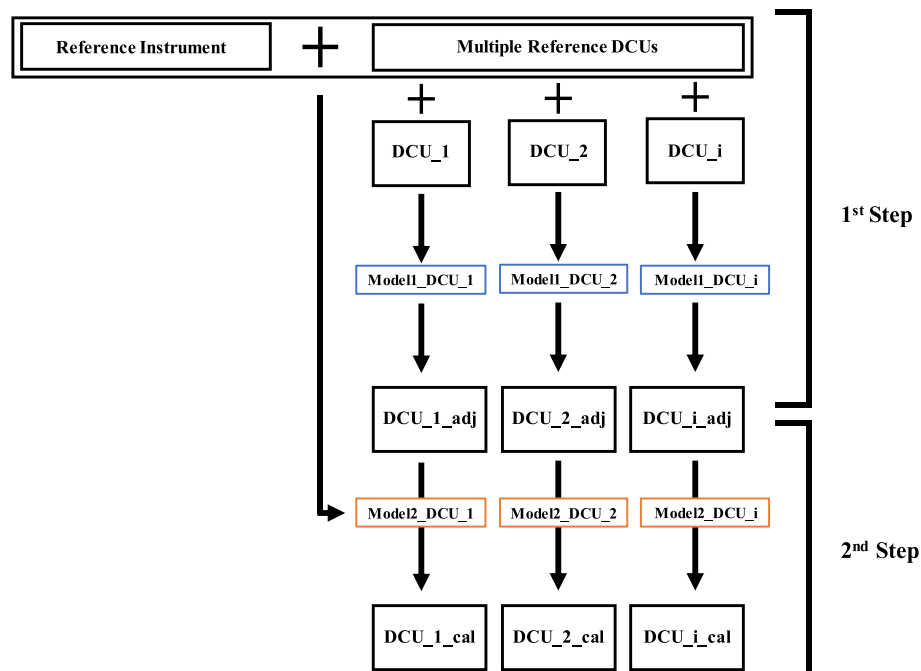 Reference Instrument
Multiple Reference DCUs
DCU_1
DCU_2
DCU_i
1st Step
Model1_DCU_1
Model1_DCU_2
Model1_DCU_i
DCU_1_adj
DCU_2_adj
DCU_i_adj
Model2_DCU_1
Model2_DCU_2
Model2_DCU_i
2nd Step
DCU_1_cal
DCU_2_cal
DCU_i_cal